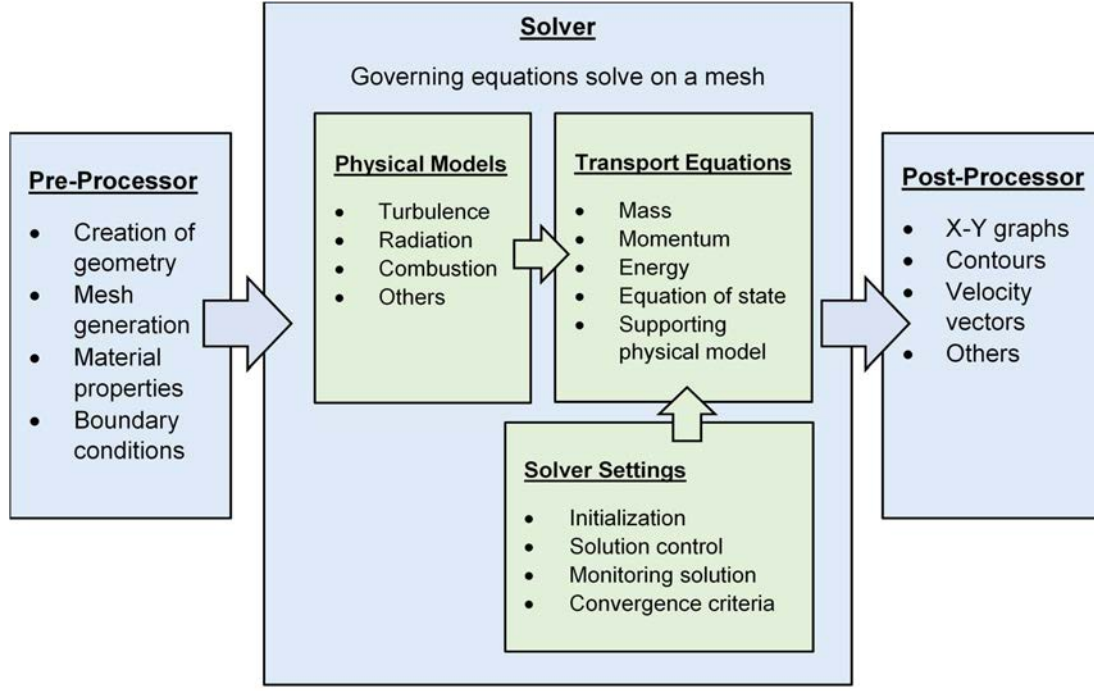 Solver
Governing equations solve on a mesh
Pre-Processor
• Creation of
geometry
• Mesh
generation
• Material
properties
• Boundary
conditions
Physical Models
• Turbulence
• Radiation
• Combustion
• Others
Transport Equations
• Mass
• Momentum
• Energy
• Equation of state
• Supporting
physical model
Solver Settings
• Initialization
• Solution control
• Monitoring solution
• Convergence criteria
Post-Processor
• X-Y graphs
• Contours
• Velocity
vectors
• Others